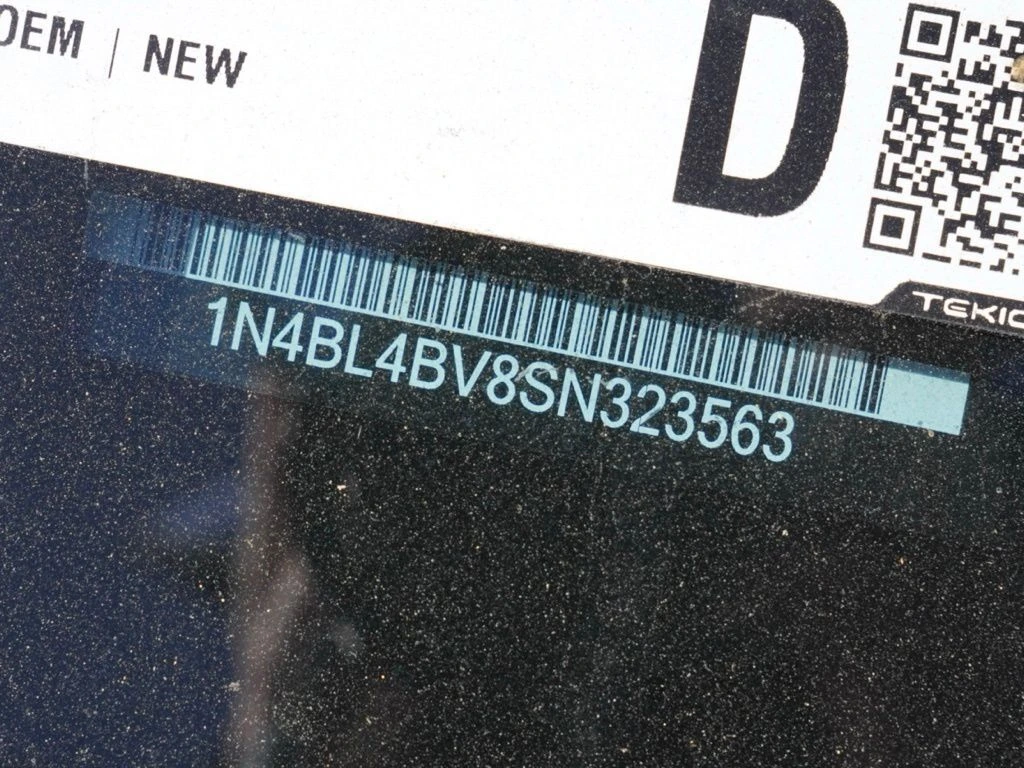 OEM | NEW
D
TEKIO
1N4BL4BV8SN323563